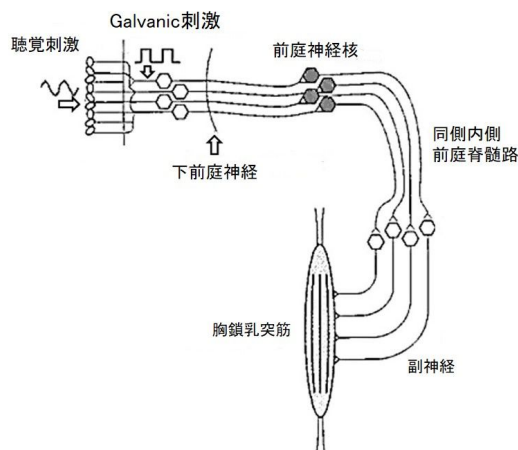 Galvanic刺激
聴覚刺激
前庭神経核
同側内側
前庭脊髄路
下前庭神経
胸鎖乳突筋
副神経